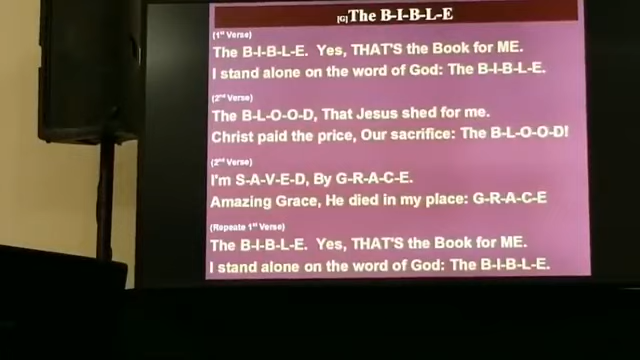 [G]The B-I-B-L-E
(1st Verse)
The B-I-B-L-E. Yes, THAT'S the Book for ME.
I stand alone on the word of God: The B-I-B-L-E.
(2nd Verse)
The B-L-O-O-D, That Jesus shed for me.
Christ paid the price, Our sacrifice: The B-L-O-O-D!
(2nd Verse)
I'm S-A-V-E-D, By G-R-A-C-E.
Amazing Grace, He died in my place: G-R-A-C-E
(Repeate 1st Verse)
The B-I-B-L-E. Yes, THAT'S the Book for ME.
I stand alone on the word of God: The B-I-B-L-E.